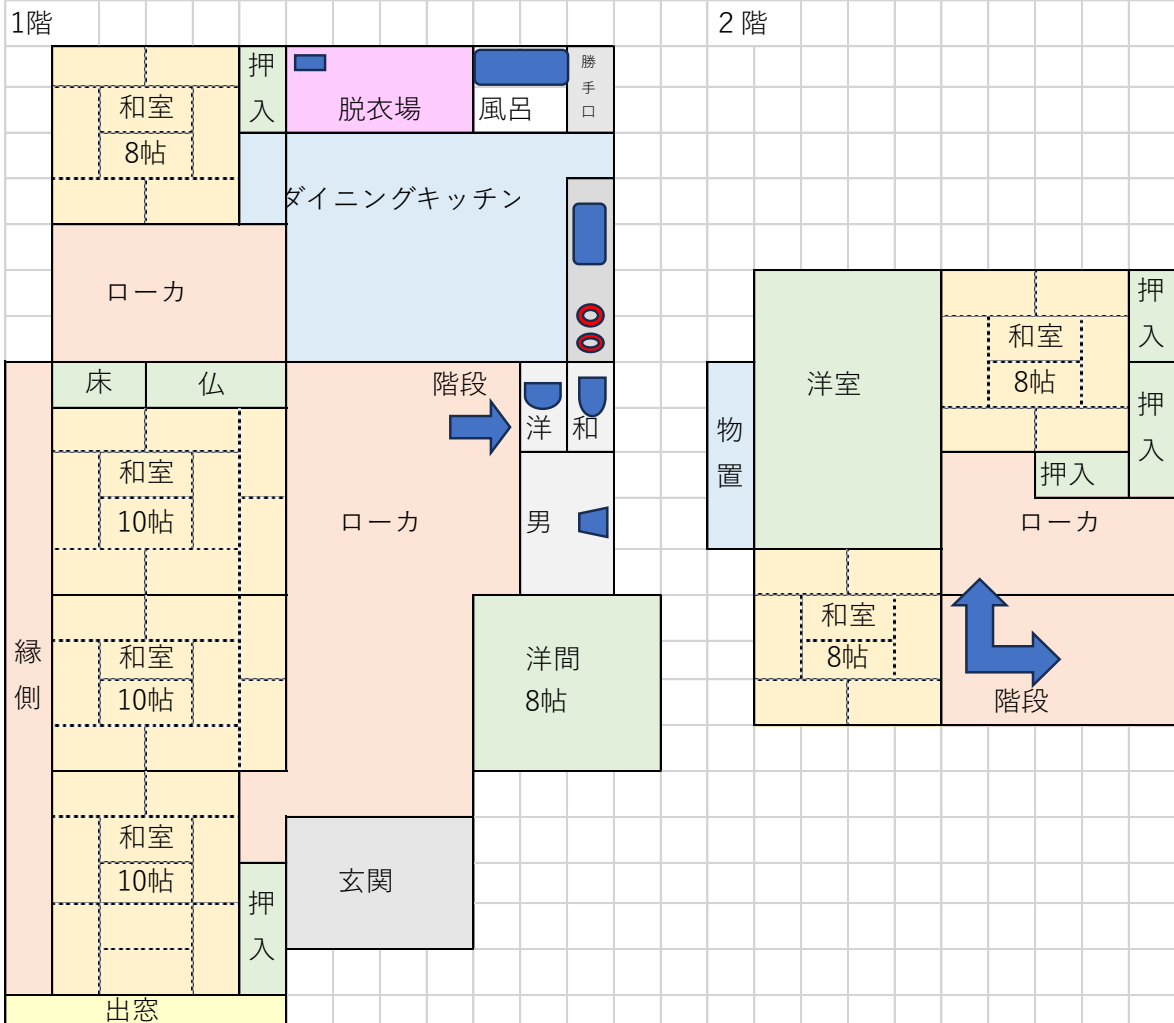 1階
2 階
押入
勝手口
和室
8帖
脱衣場
風呂
ダイニングキッチン
ローカ
床
仏
階段
洋
和
和室
10帖
ローカ
男
縁側
和室
10帖
洋間
8帖
和室
10帖
玄関
押入
出窓
洋室
和室
8帖
押入
押入
物置
押入
ローカ
和室
8帖
階段